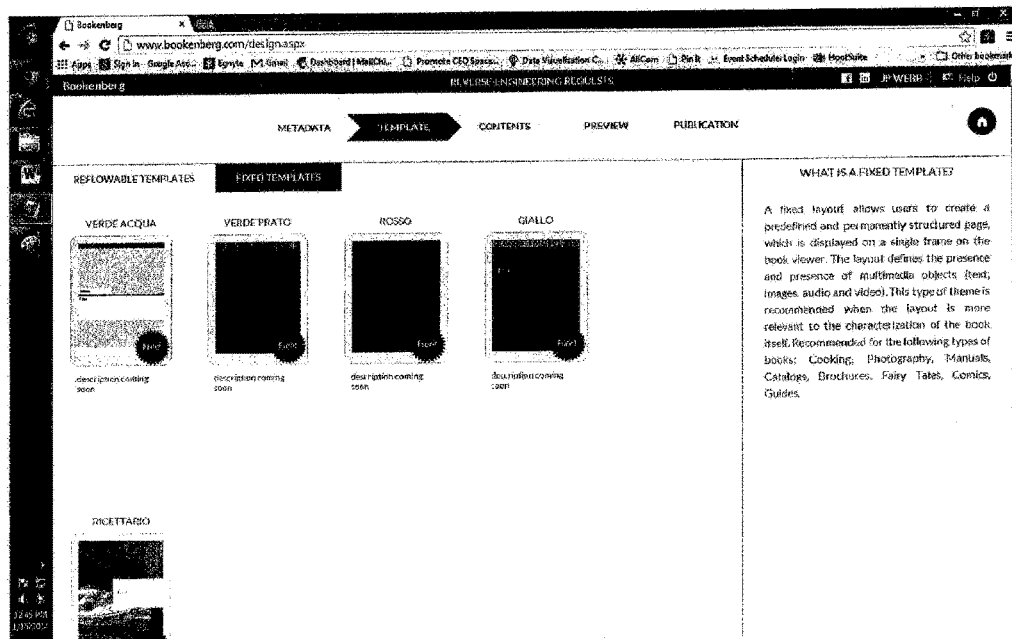 Bookenberg
www.bookenberg.com/design.aspx
Apps Sign in - Google Acc... Egnyte Gmail Dashboard | MailChi... Promote CEO Space... Data Visualization C... Pin It Event Scheduler Login HootSuite Other bookmark
Bookenberg REVERSE ENGINEERING REQUESTS JP WEBB Help
METADATA TEMPLATE CONTENTS PREVIEW PUBLICATION
REFLOWABLE TEMPLATES FIXED TEMPLATES
VERDE ACQUA VERDE PRATO ROSSO GIALLO
description coming soon
description coming soon
description coming soon
description coming soon
RICETTARIO
WHAT IS A FIXED TEMPLATE?
A fixed layout allows users to create a
predefined and permanently structured page,
which is displayed on a single frame on the
book viewer. The layout defines the presence
and presence of multimedia objects (text,
images, audio and video). This type of theme is
recommended when the layout is more
relevant to the characterization of the book
itself. Recommended for the following types of
books: Cooking, Photography, Manuals,
Catalogs, Brochures, Fairy Tales, Comics,
Guides.
12:45 PM